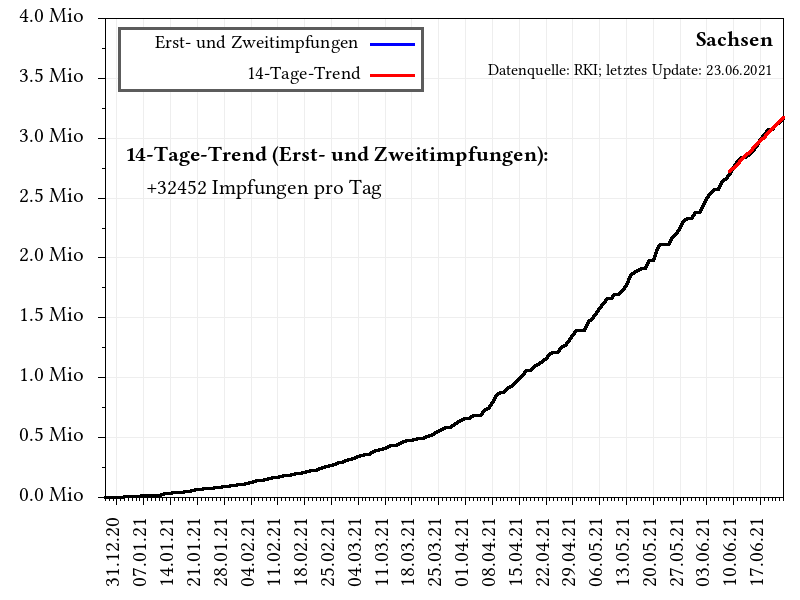 4.0 Mio
3.5 Mio
3.0 Mio
2.5 Mio
2.0 Mio
1.5 Mio
1.0 Mio
0.5 Mio
0.0 Mio
Erst- und Zweitimpfungen
14-Tage-Trend
Sachsen
Datenquelle: RKI; letztes Update: 23.06.2021
14-Tage-Trend (Erst- und Zweitimpfungen):
+32452 Impfungen pro Tag
31.12.20
07.01.21
14.01.21
21.01.21
28.01.21
04.02.21
11.02.21
18.02.21
25.02.21
04.03.21
11.03.21
18.03.21
25.03.21
01.04.21
08.04.21
15.04.21
22.04.21
29.04.21
06.05.21
13.05.21
20.05.21
27.05.21
03.06.21
10.06.21
17.06.21